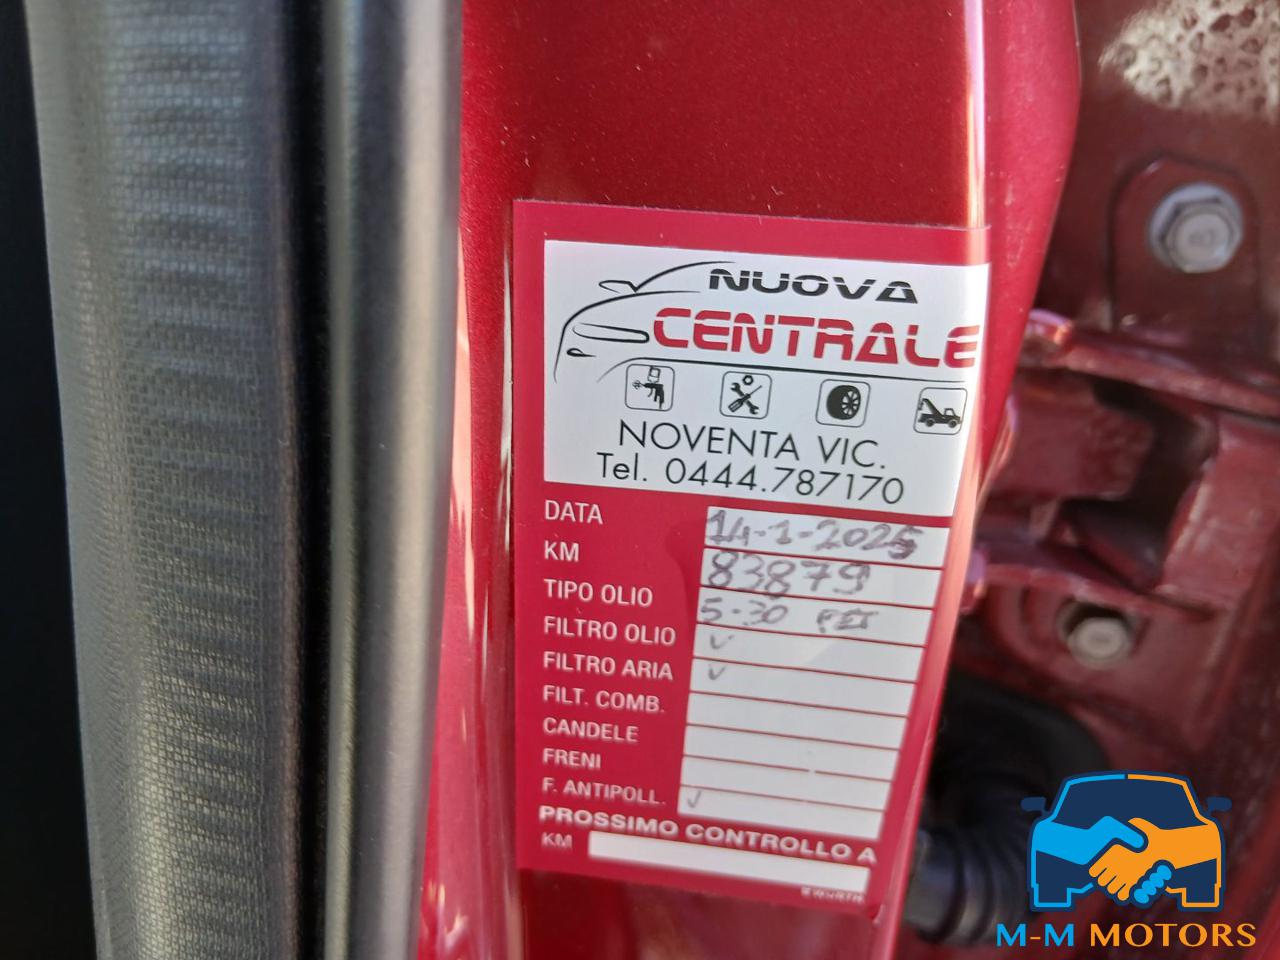 NUOVA
CENTRALE
NOVENTA VIC.
Tel. 0444.787170
DATA 14-1-2025
KM 83879
TIPO OLIO 5-30
FILTRO OLIO ✓
FILTRO ARIA ✓
FILT. COMB.
CANDELE
FRENI
F. ANTIPOLL. ✓
PROSSIMO CONTROLLO A
KM
M-M MOTORS